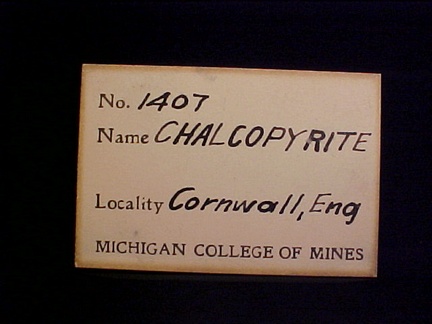 No. 1407
Name CHALCOPYRITE
Locality Cornwall, Eng
MICHIGAN COLLEGE OF MINES